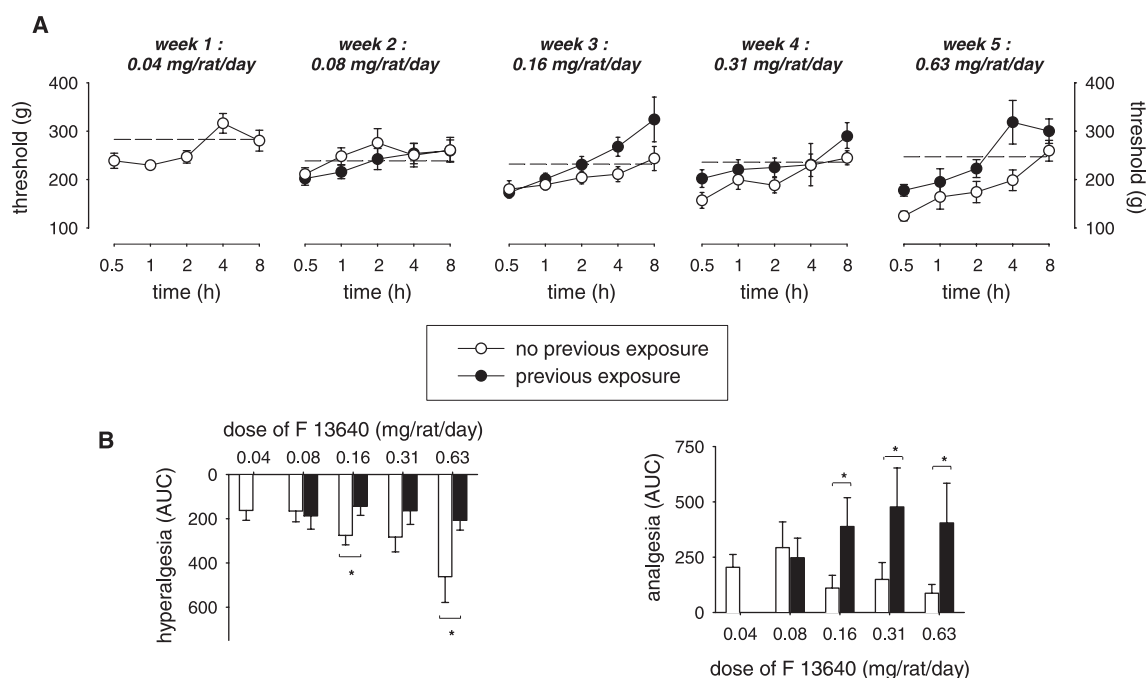 A
week 1 :
0.04 mg/rat/day
week 2 :
0.08 mg/rat/day
week 3 :
0.16 mg/rat/day
week 4 :
0.31 mg/rat/day
week 5 :
0.63 mg/rat/day
threshold (g)
400
300
200
100
400
300
200
100
threshold (g)
0.5 1 2 4 8
0.5 1 2 4 8
0.5 1 2 4 8
0.5 1 2 4 8
0.5 1 2 4 8
time (h)
time (h)
time (h)
time (h)
time (h)
no previous exposure
previous exposure
B
dose of F 13640 (mg/rat/day)
0.04 0.08 0.16 0.31 0.63
hyperalgesia (AUC)
0
200
400
600
*
*
analgesia (AUC)
750
500
250
0
*
*
*
0.04 0.08 0.16 0.31 0.63
dose of F 13640 (mg/rat/day)